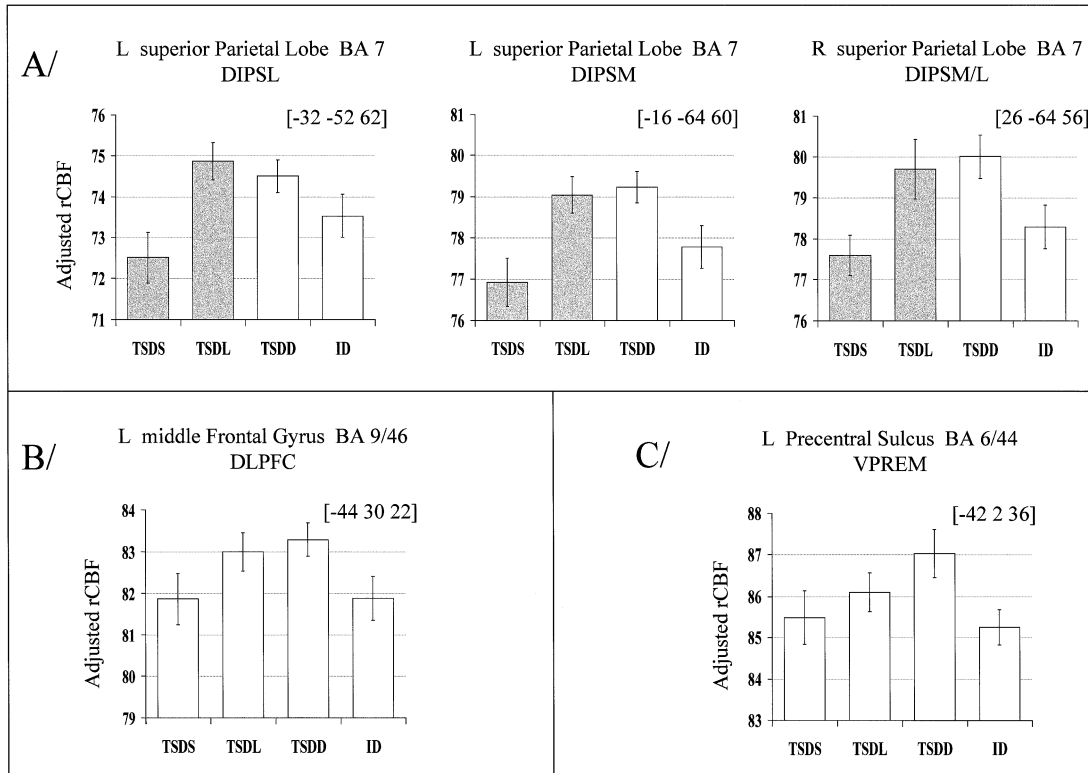 A/
L superior Parietal Lobe BA 7
DIPSL
[-32 -52 62]
Adjusted rCBF
76
75
74
73
72
71
TSDS TSDL TSDD ID
L superior Parietal Lobe BA 7
DIPSM
[-16 -64 60]
81
80
79
78
77
76
TSDS TSDL TSDD ID
R superior Parietal Lobe BA 7
DIPSM/L
[26 -64 56]
81
80
79
78
77
76
TSDS TSDL TSDD ID
B/
L middle Frontal Gyrus BA 9/46
DLPFC
[-44 30 22]
Adjusted rCBF
84
83
82
81
80
79
TSDS TSDL TSDD ID
C/
L Precentral Sulcus BA 6/44
VPREM
[-42 2 36]
Adjusted rCBF
88
87
86
85
84
83
TSDS TSDL TSDD ID